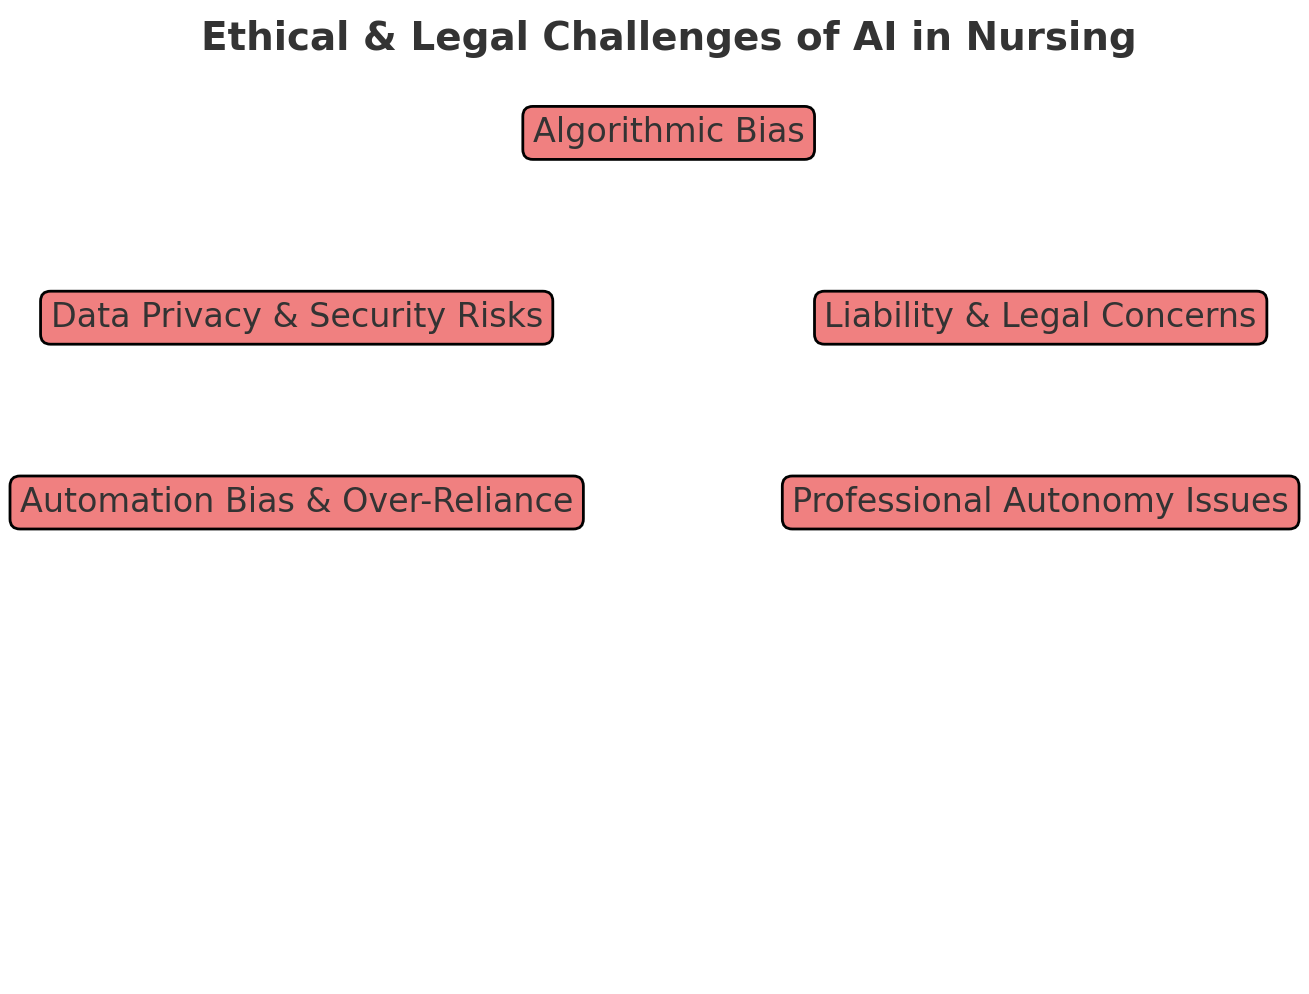 Ethical & Legal Challenges of AI in Nursing
Algorithmic Bias
Data Privacy & Security Risks
Liability & Legal Concerns
Automation Bias & Over-Reliance
Professional Autonomy Issues